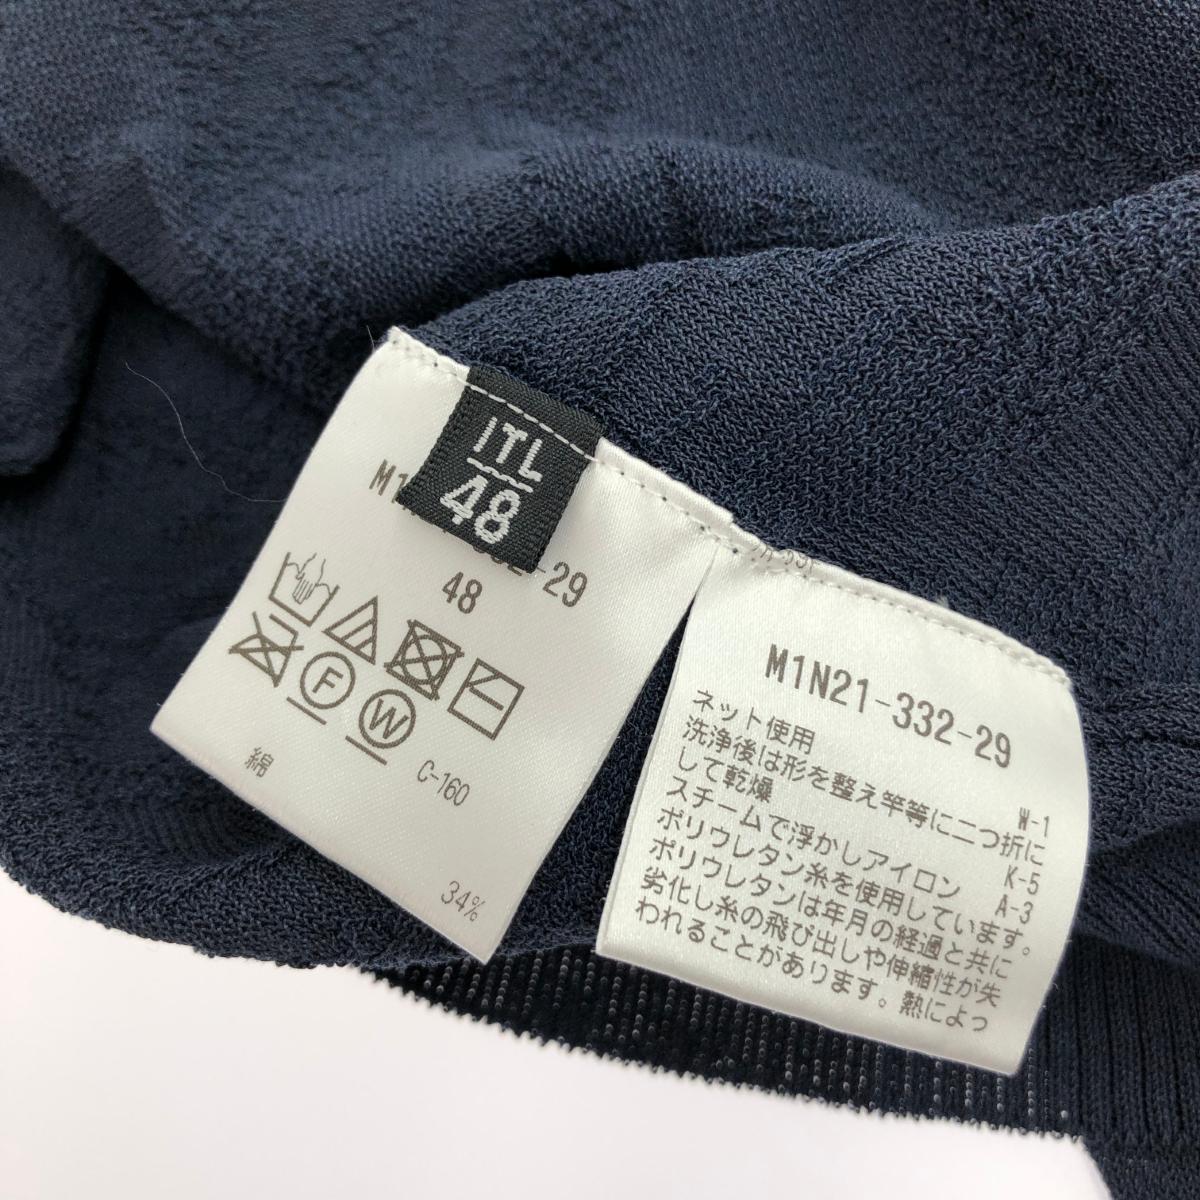 ITL
48
48
F
W
C-160
綿
34%
M1N21-332-29
ネット使用
W-1
洗浄後は形を整え竿等に二つ折に
して乾燥
K-5
スチームで浮かしアイロン
A-3
ポリウレタン糸を使用しています。
ポリウレタンは年月の経過と共に
劣化し糸の飛び出しや伸縮性が失
われることがあります。熱によっ